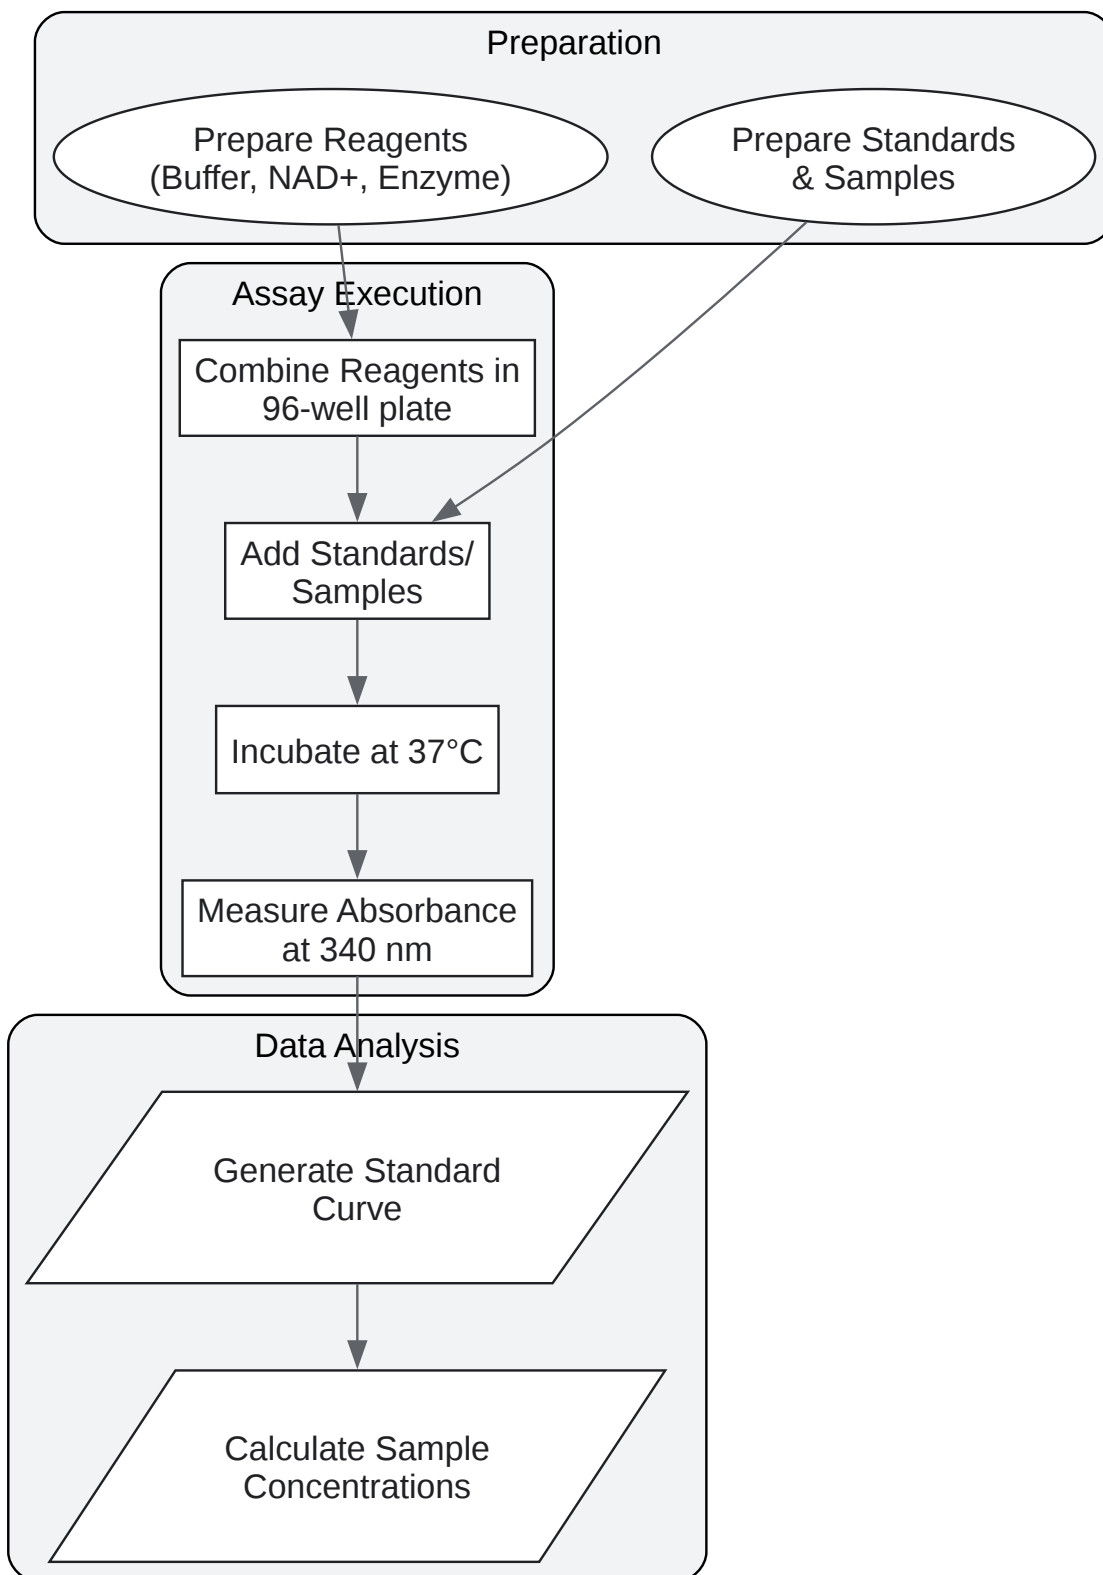 Preparation
Prepare Reagents
(Buffer, NAD+, Enzyme)
Prepare Standards
& Samples
Assay Execution
Combine Reagents in
96-well plate
Add Standards/
Samples
Incubate at 37°C
Measure Absorbance
at 340 nm
Data Analysis
Generate Standard
Curve
Calculate Sample
Concentrations